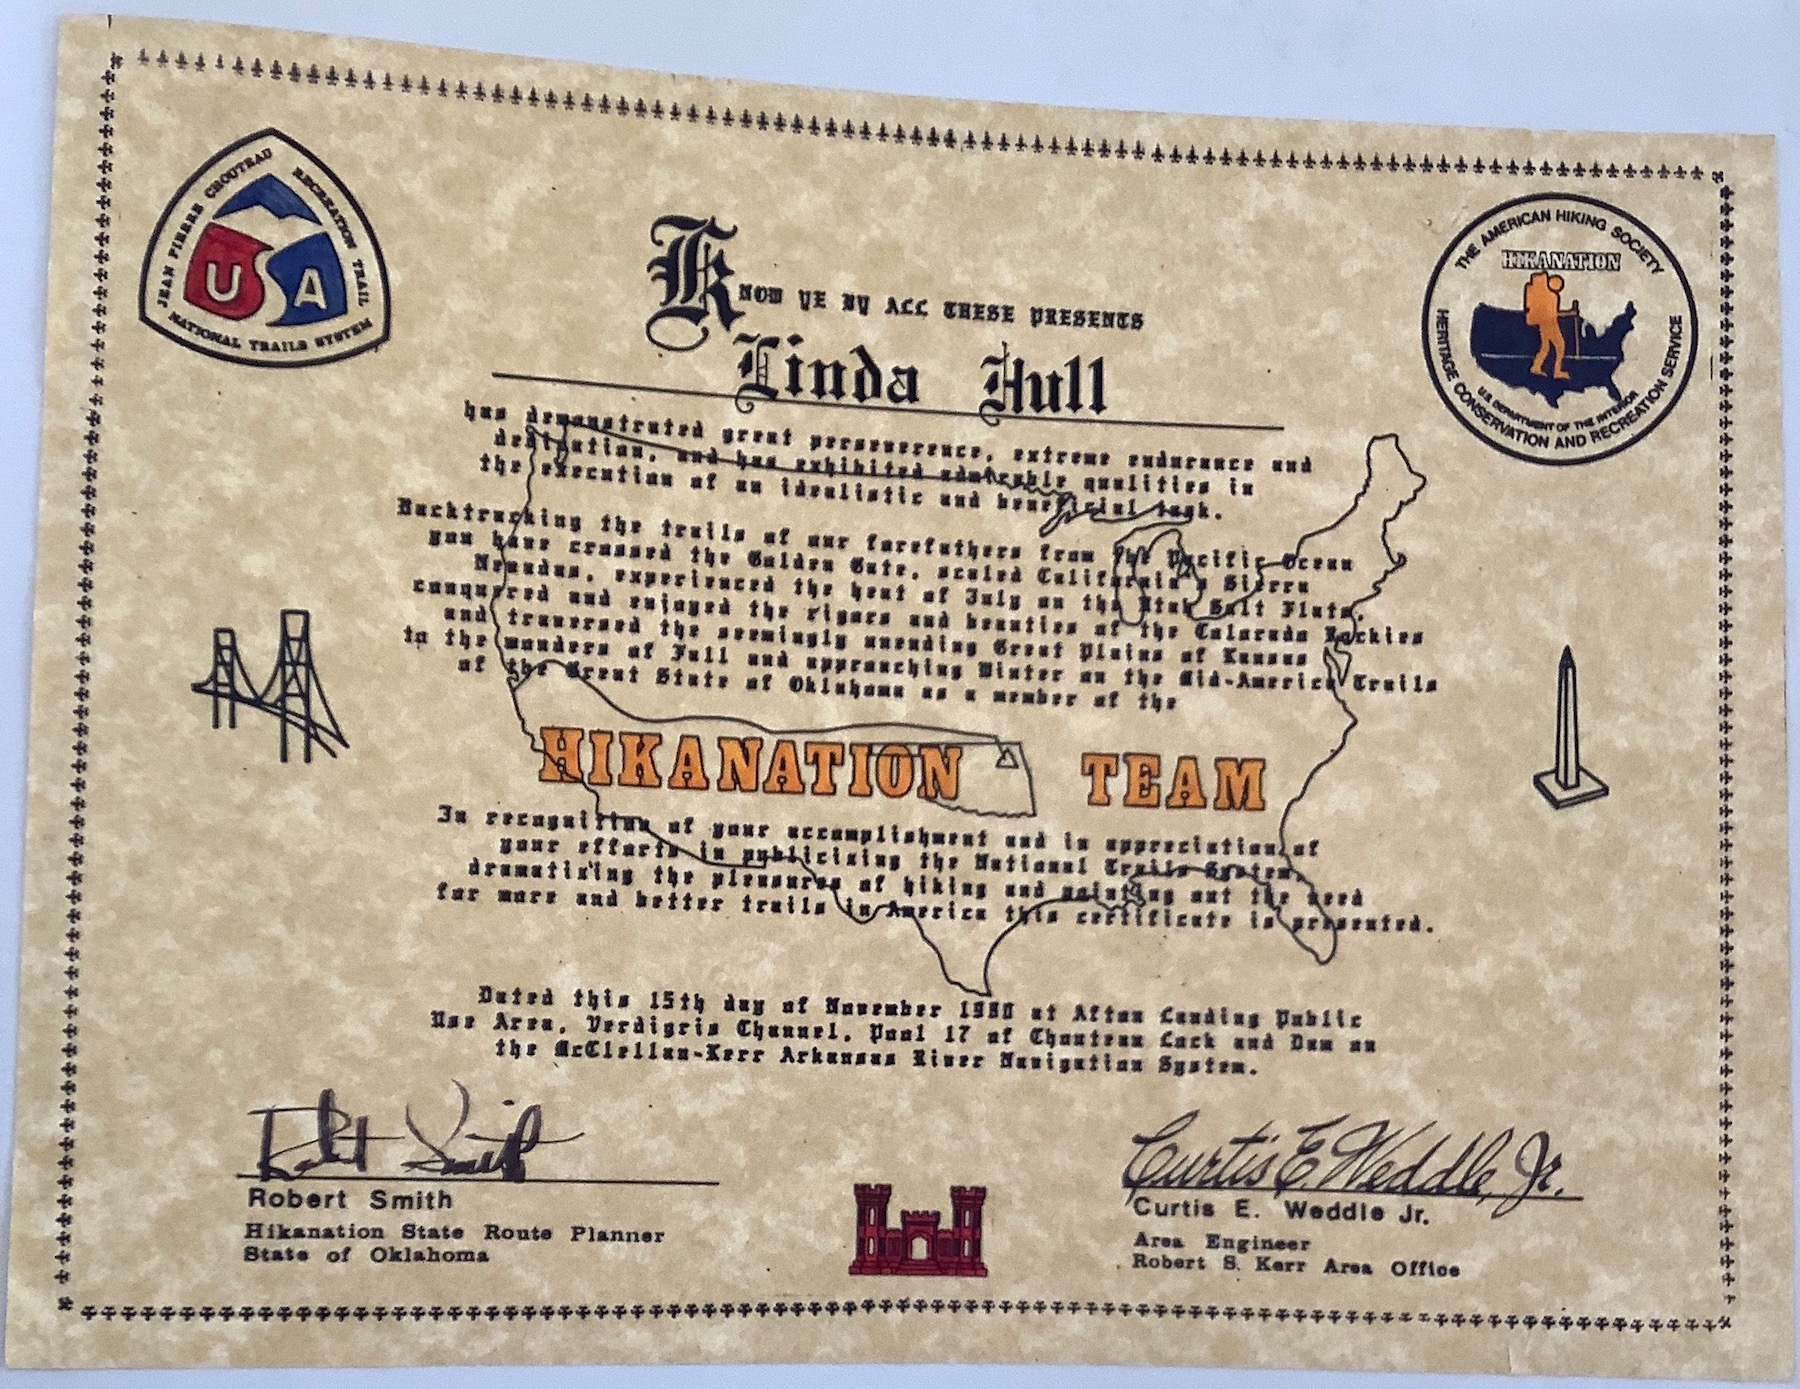 JEAN PIERRE CHOUTEAU RECREATION TRAIL
USA
NATIONAL TRAILS SYSTEM
THE AMERICAN HIKING SOCIETY
HIKANATION
U.S. DEPARTMENT OF THE INTERIOR
HERITAGE CONSERVATION AND RECREATION SERVICE
KNOW YE BY ALL THESE PRESENTS
Linda Hull
has demonstrated great perseverence, extreme endurance and
dedication, and has exhibited admirable qualities in
the execution of an idealistic and beneficial task.
Backtracking the trails of our forefathers from the Pacific Ocean
you have crossed the Golden Gate, scaled California's Sierra
Nevadas, experienced the heat of July on the Utah Salt Flats,
conquered and enjoyed the rigors and beauties of the Colorado Rockies
and traversed the seemingly unending Great Plains of Kansas
to the wonders of Fall and approaching Winter on the Mid-America Trails
of the Great State of Oklahoma as a member of the
HIKANATION TEAM
In recognition of your accomplishment and in appreciation of
your efforts in publicizing the National Trails System,
dramatizing the pleasures of hiking and pointing out the need
for more and better trails in America this certificate is presented.
Dated this 15th day of November 1980 at Afton Landing Public
Use Area, Verdigris Channel, Pool 17 of Chouteau Lock and Dam on
the McClellan-Kerr Arkansas River Navigation System.
Robert Smith
Robert Smith
Hikanation State Route Planner
State of Oklahoma
Curtis E. Weddle, Jr.
Curtis E. Weddle Jr.
Area Engineer
Robert S. Kerr Area Office